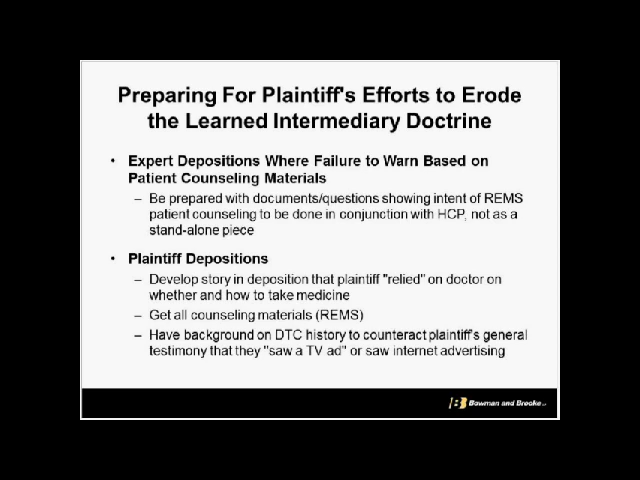 Preparing For Plaintiff's Efforts to Erode
the Learned Intermediary Doctrine
• Expert Depositions Where Failure to Warn Based on
Patient Counseling Materials
– Be prepared with documents/questions showing intent of REMS
patient counseling to be done in conjunction with HCP, not as a
stand-alone piece
• Plaintiff Depositions
– Develop story in deposition that plaintiff "relied" on doctor on
whether and how to take medicine
– Get all counseling materials (REMS)
– Have background on DTC history to counteract plaintiff's general
testimony that they "saw a TV ad" or saw internet advertising
Bowman and Brooke